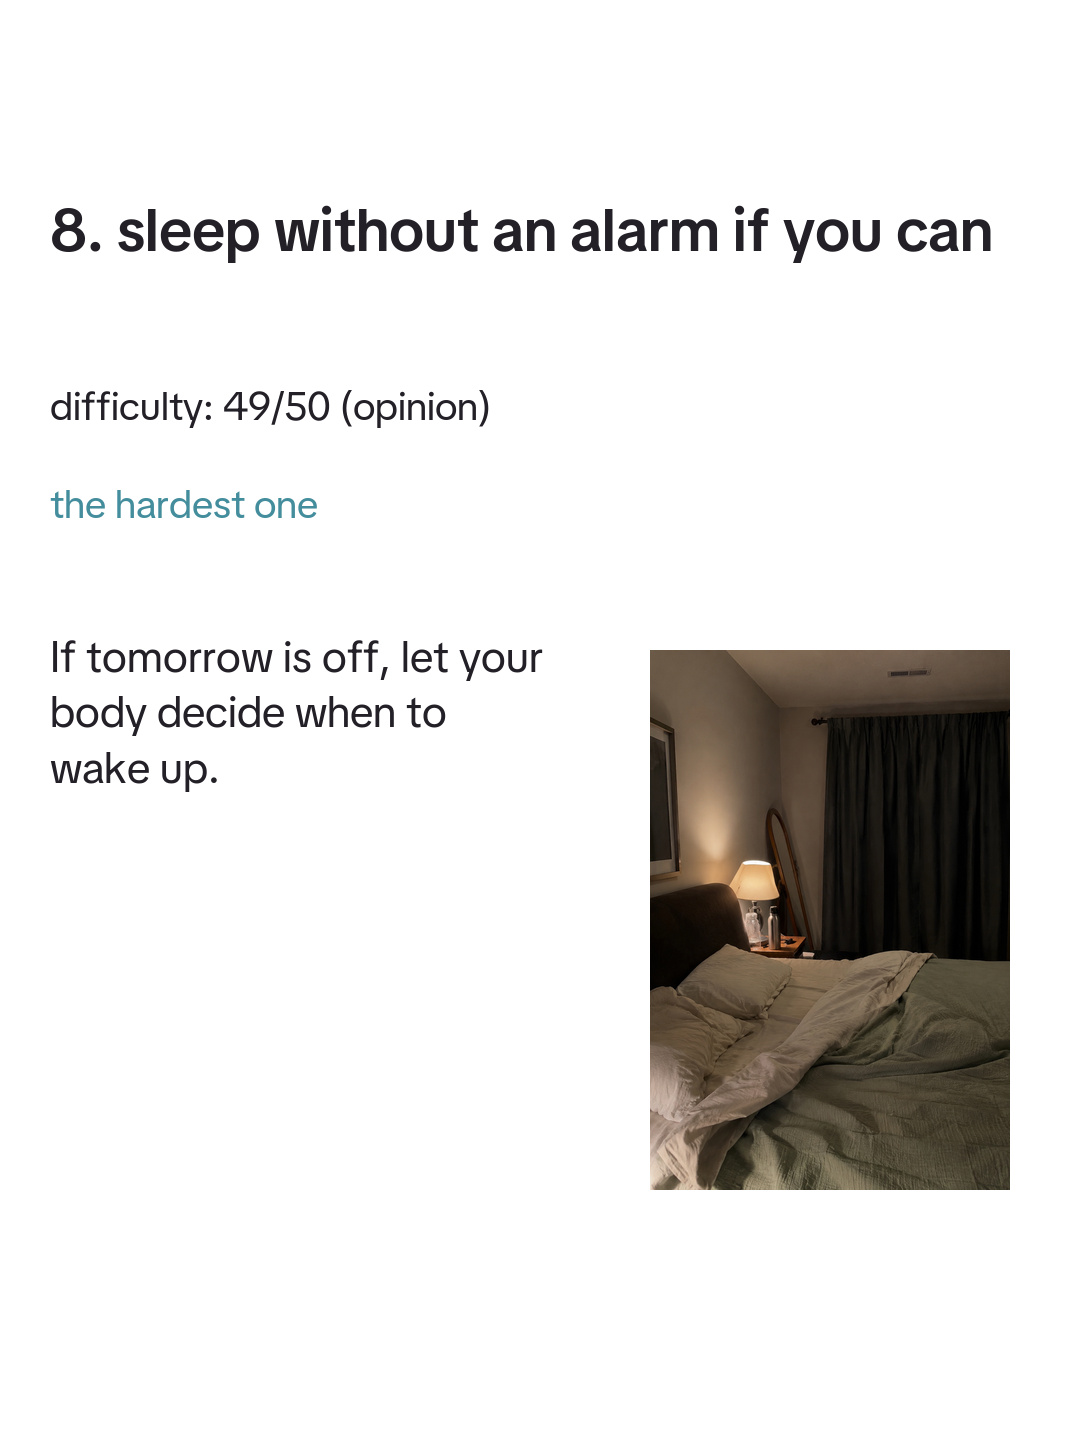 8. sleep without an alarm if you can
difficulty: 49/50 (opinion)
the hardest one
If tomorrow is off, let your
body decide when to
wake up.